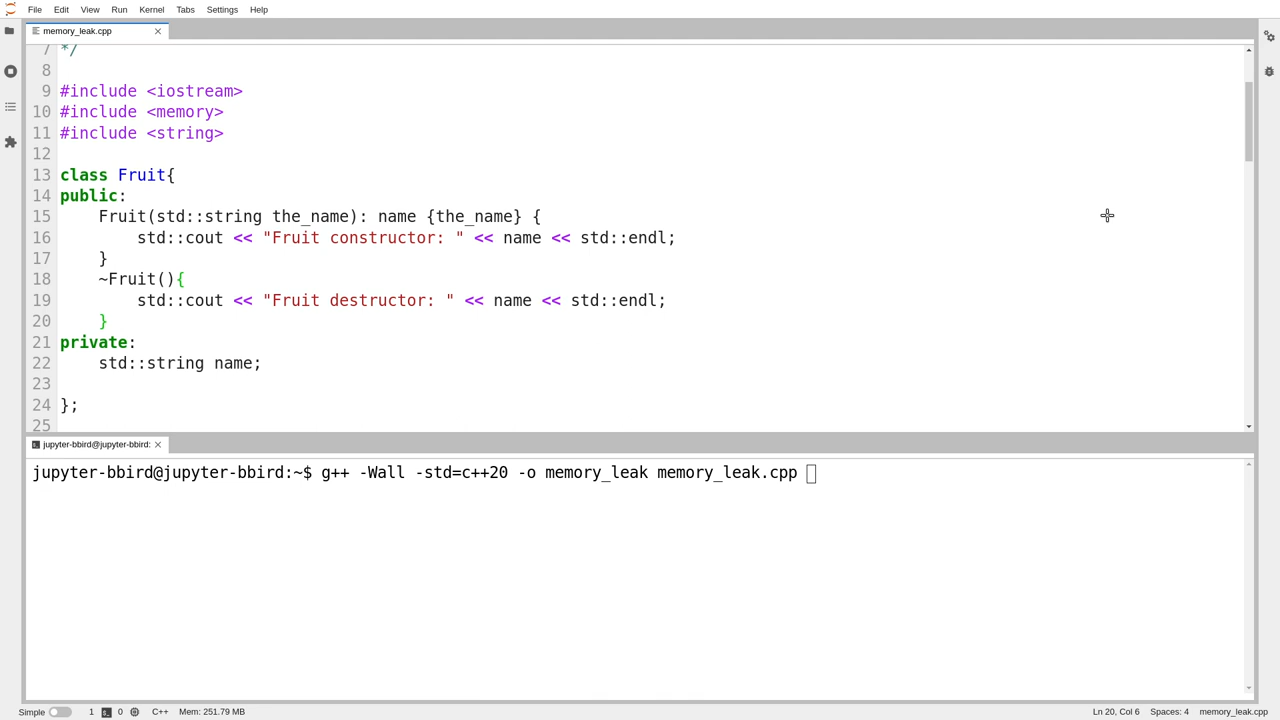 File Edit View Run Kernel Tabs Settings Help
memory_leak.cpp
7 */
8
9 #include <iostream>
10 #include <memory>
11 #include <string>
12
13 class Fruit{
14 public:
15     Fruit(std::string the_name): name {the_name} {
16         std::cout << "Fruit constructor: " << name << std::endl;
17     }
18     ~Fruit(){
19         std::cout << "Fruit destructor: " << name << std::endl;
20     }
21 private:
22     std::string name;
23
24 };
25
jupyter-bbird@jupyter-bbird:
jupyter-bbird@jupyter-bbird:~$ g++ -Wall -std=c++20 -o memory_leak memory_leak.cpp
Simple 1 0 C++ Mem: 251.79 MB Ln 20, Col 6 Spaces: 4 memory_leak.cpp